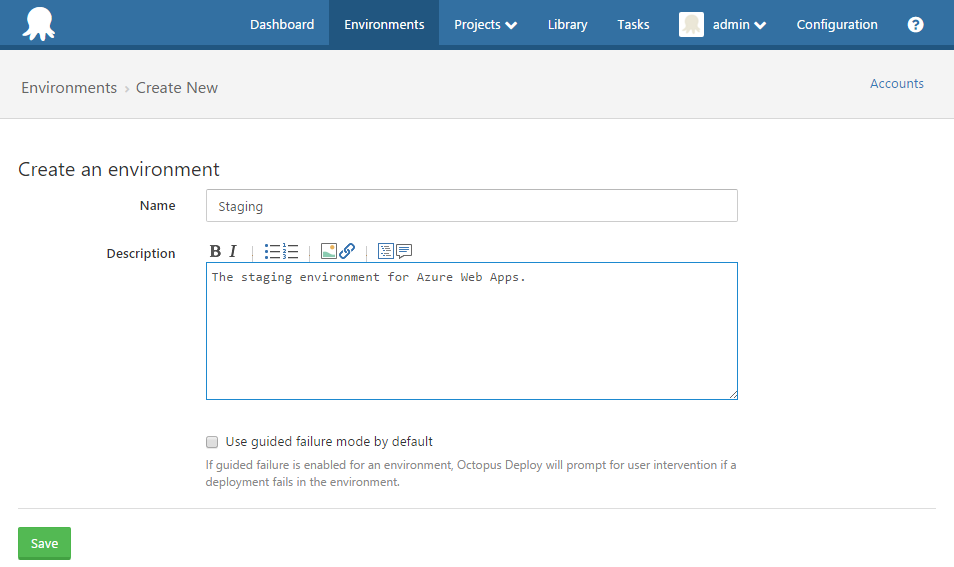 Dashboard Environments Projects Library Tasks admin Configuration ?
Environments › Create New
Accounts
Create an environment
Name
Staging
Description
B I
The staging environment for Azure Web Apps.
Use guided failure mode by default
If guided failure is enabled for an environment, Octopus Deploy will prompt for user intervention if a
deployment fails in the environment.
Save